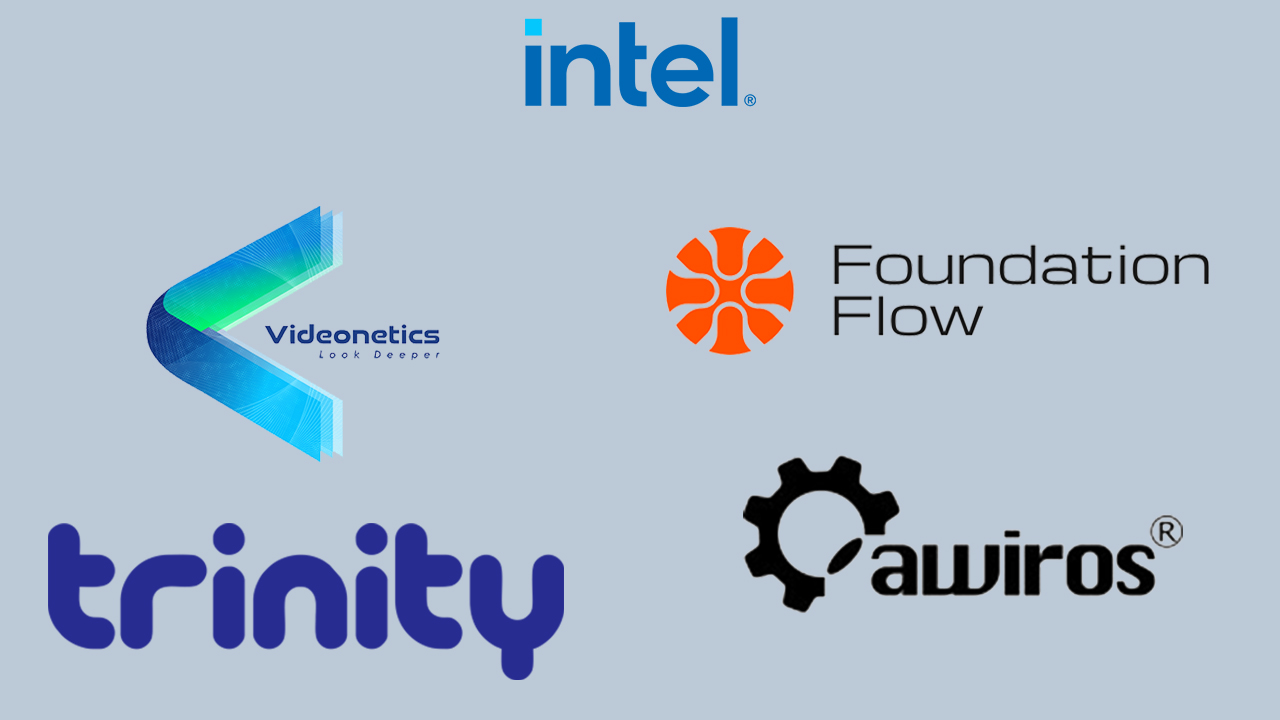 intel®
Videonetics
Look Deeper
Foundation
Flow
trinity
awiros®